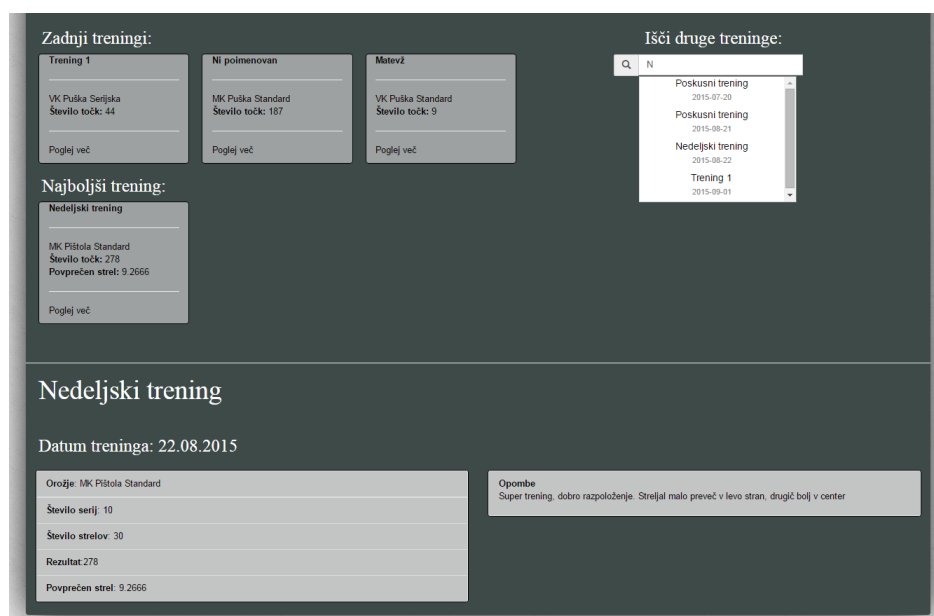 Zadnji treningi:
Trening 1
VK Puška Serijska
Število točk: 44
Poglej več
Ni poimenovan
MK Puška Standard
Število točk: 187
Poglej več
Matevž
VK Puška Standard
Število točk: 9
Poglej več
Išči druge treninge:
N
Poskusni trening
2015-07-20
Poskusni trening
2015-08-21
Nedeljski trening
2015-08-22
Trening 1
2015-09-01
Najboljši trening:
Nedeljski trening
MK Pištola Standard
Število točk: 278
Povprečen strel: 9.2666
Poglej več
Nedeljski trening
Datum treninga: 22.08.2015
Orožje: MK Pištola Standard
Število serij: 10
Število strelov: 30
Rezultat:278
Povprečen strel: 9.2666
Opombe
Super trening, dobro razpoloženje. Streljal malo preveč v levo stran, drugič bolj v center